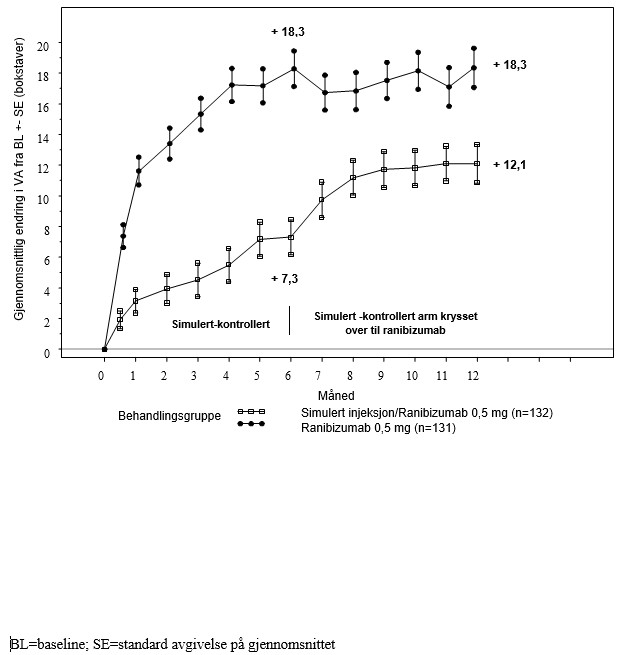 Gjennomsnittlig endring i VA fra BL +- SE (bokstaver)
20
18
16
14
12
10
8
6
4
2
0
+ 18,3
+ 18,3
+ 12,1
+ 7,3
Simulert-kontrollert
Simulert -kontrollert arm krysset
over til ranibizumab
0 1 2 3 4 5 6 7 8 9 10 11 12
Måned
Behandlingsgruppe
Simulert injeksjon/Ranibizumab 0,5 mg (n=132)
Ranibizumab 0,5 mg (n=131)
BL=baseline; SE=standard avgivelse på gjennomsnittet